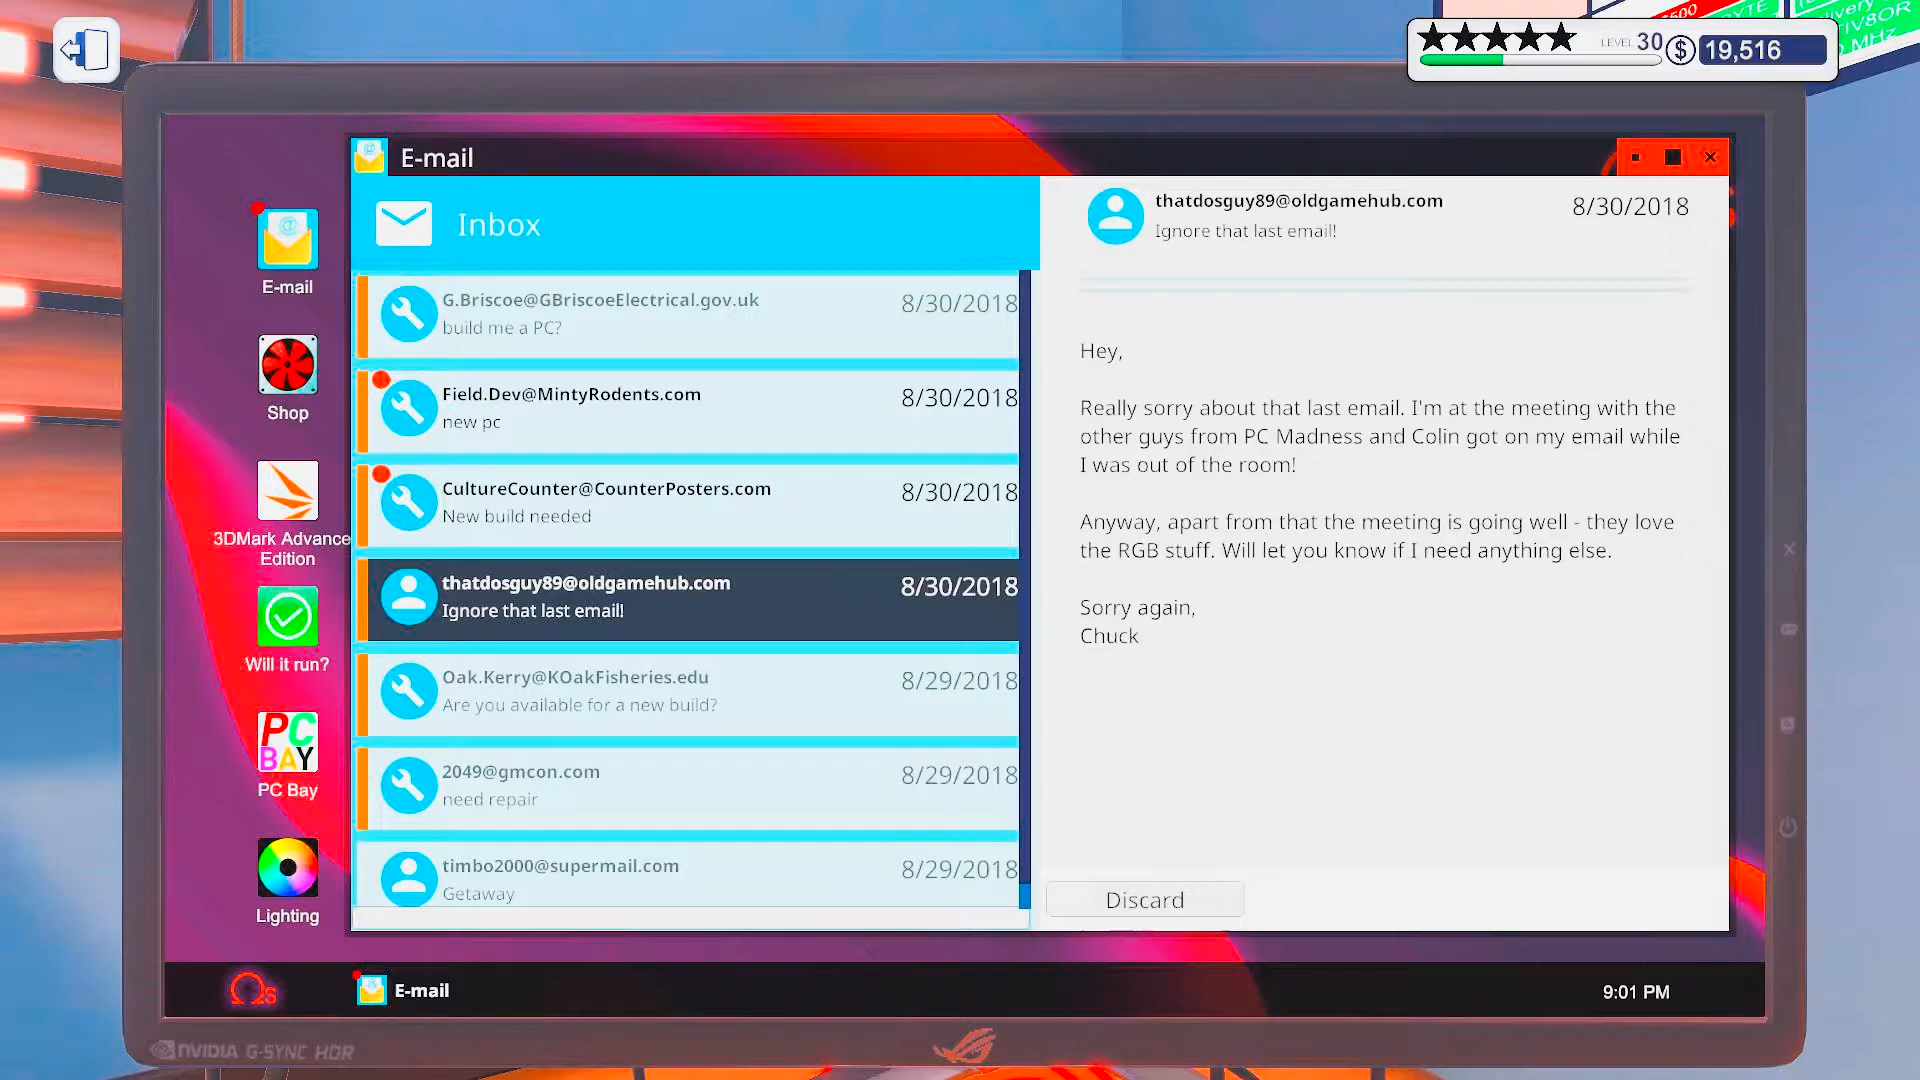 LEVEL 30
$ 19,516
$500
E-mail
Inbox
E-mail
Shop
3DMark Advance
Edition
Will it run?
PC
BAY
PC Bay
Lighting
G.Briscoe@GBriscoeElectrical.gov.uk
8/30/2018
build me a PC?
Field.Dev@MintyRodents.com
8/30/2018
new pc
CultureCounter@CounterPosters.com
8/30/2018
New build needed
thatdosguy89@oldgamehub.com
8/30/2018
Ignore that last email!
Oak.Kerry@KOakFisheries.edu
8/29/2018
Are you available for a new build?
2049@gmcon.com
8/29/2018
need repair
timbo2000@supermail.com
8/29/2018
Getaway
thatdosguy89@oldgamehub.com
8/30/2018
Ignore that last email!
Hey,
Really sorry about that last email. I'm at the meeting with the
other guys from PC Madness and Colin got on my email while
I was out of the room!
Anyway, apart from that the meeting is going well - they love
the RGB stuff. Will let you know if I need anything else.
Sorry again,
Chuck
Discard
Ωs
E-mail
9:01 PM
NVIDIA G-SYNC HDR